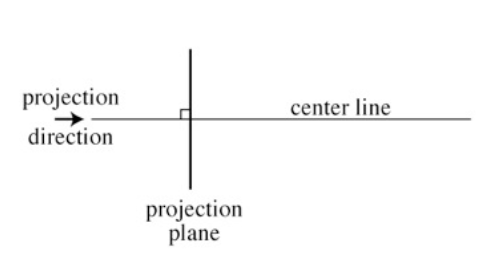 projection
direction
center line
projection
plane